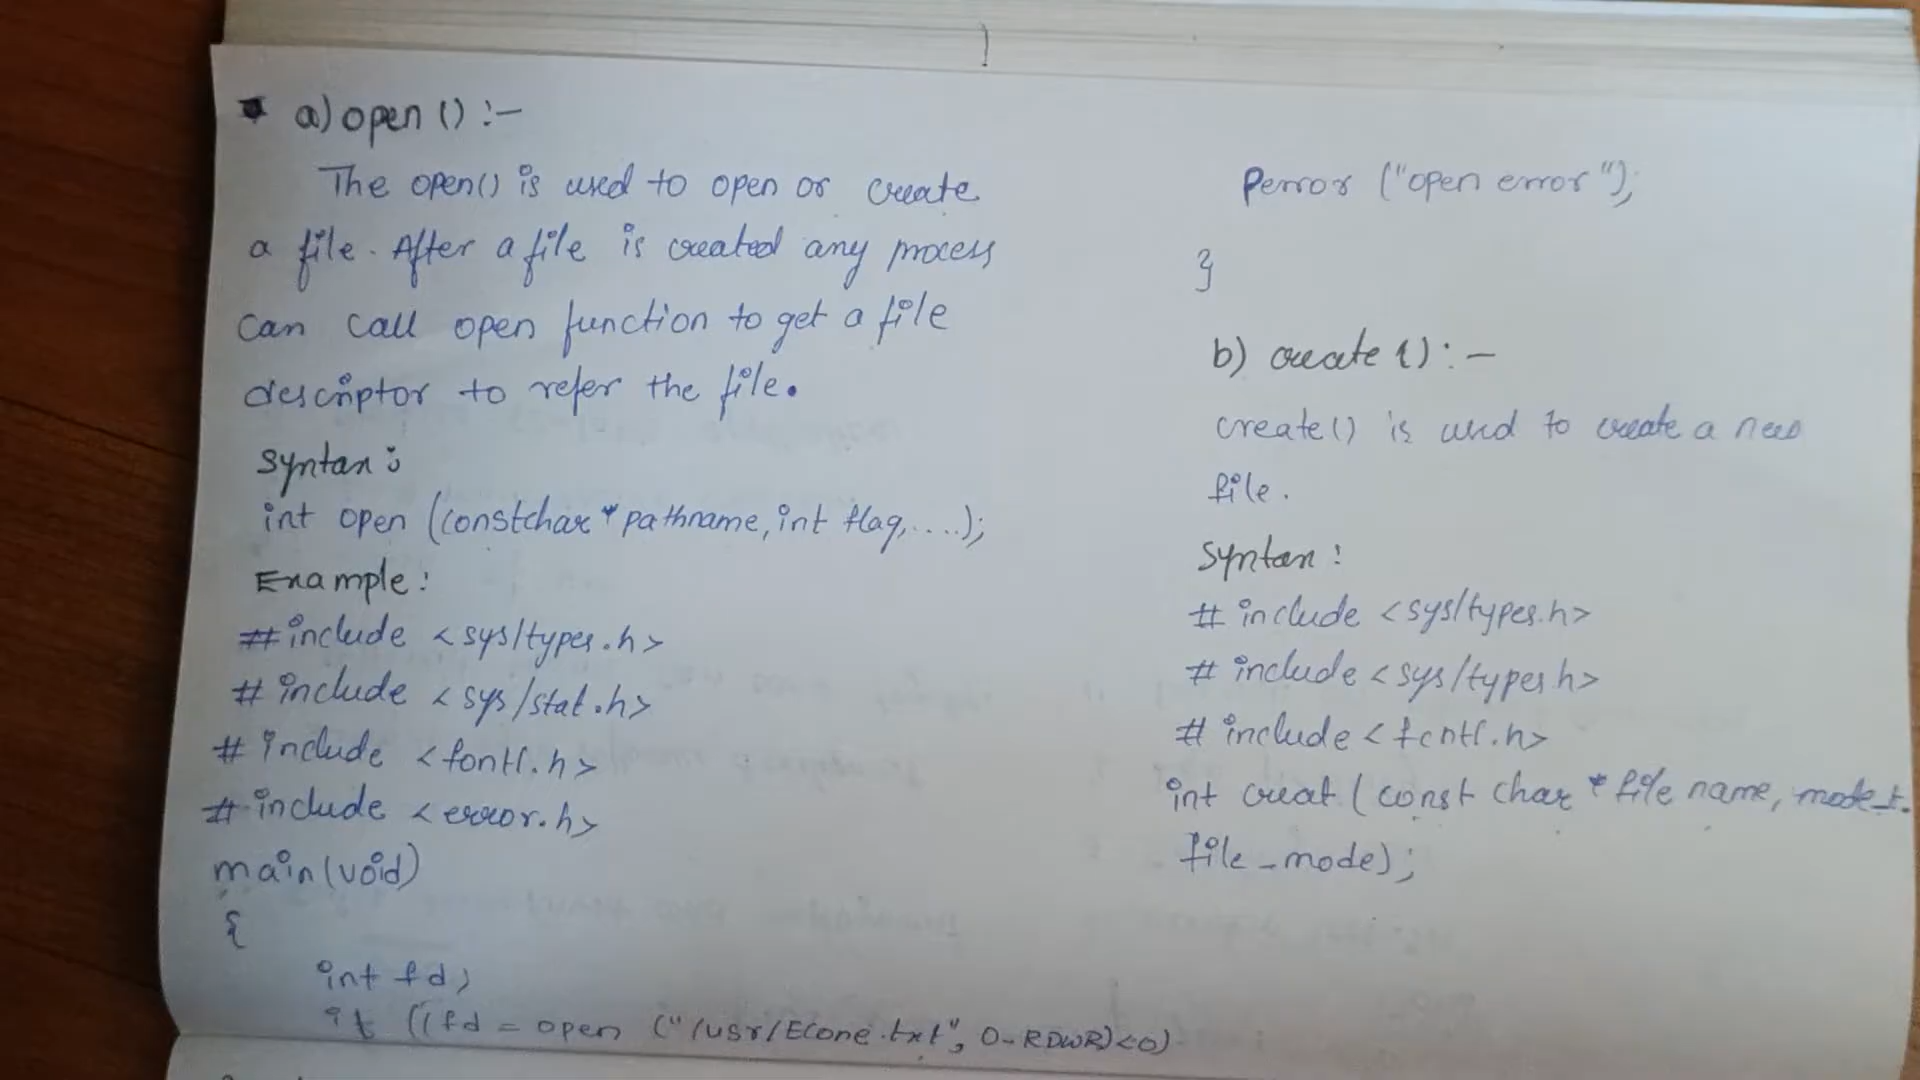 a) open () :-
The open() is used to open or create
a file. After a file is created any process
can call open function to get a file
descriptor to refer the file.
Syntax :
int open (constchar * pathname, int flag, ....);
Example :
# include <sys/types.h>
# include <sys/stat.h>
# include <fontl.h>
# include <error.h>
main (void)
{
int fd;
if ((fd = open ("/usr/Econe.txt", O-RDWR)<0)
Perror ("open error");
}
b) create () : -
create() is used to create a new
file.
Syntax :
# include <sys/types.h>
# include <sys/types.h>
# include < fcntl.h>
int creat (const char * file name, mode_t.
file _mode);